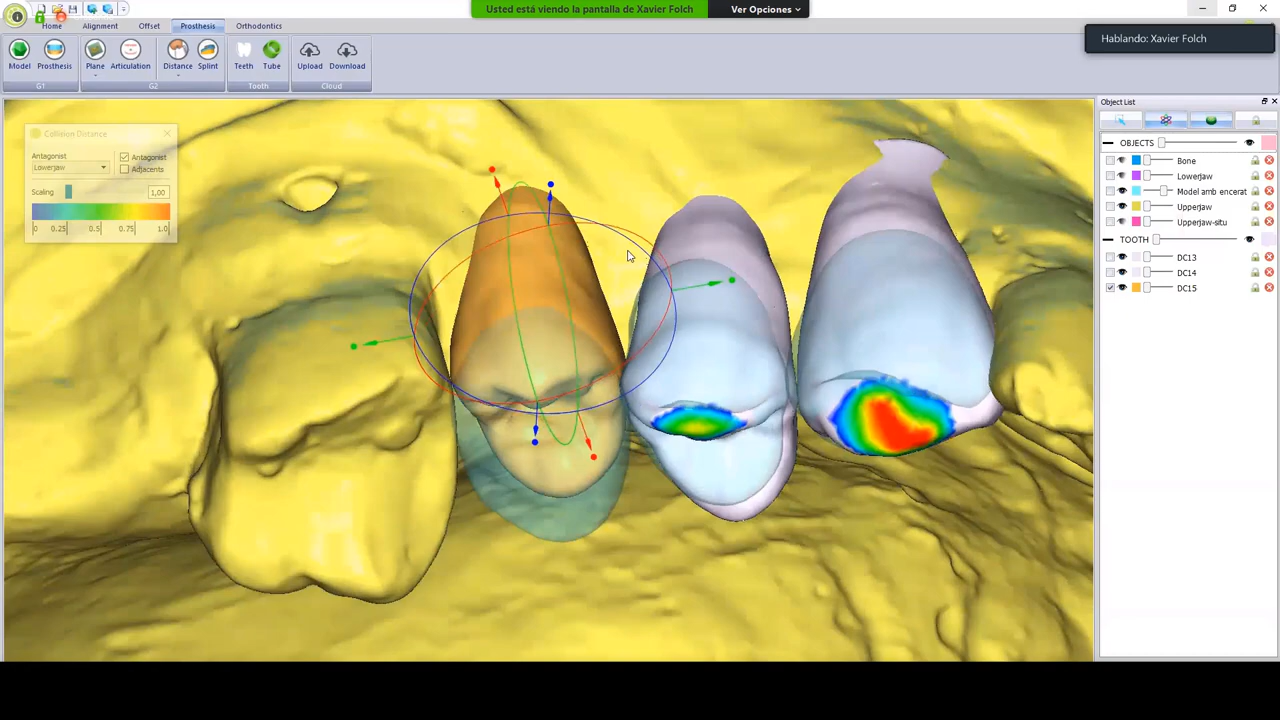 Usted está viendo la pantalla de Xavier Folch
Ver Opciones
Hablando: Xavier Folch
Home
Alignment
Offset
Prosthesis
Orthodontics
Model
Prosthesis
Plane
Articulation
Distance
Splint
Teeth
Tube
Upload
Download
G1
G2
Tooth
Cloud
Collision Distance
Antagonist
Antagonist
Lowerjaw
Adjacents
Scaling
1,00
0 0.25 0.5 0.75 1.0
Object List
OBJECTS
Bone
Lowerjaw
Model amb encerat
Upperjaw
Upperjaw-situ
TOOTH
DC13
DC14
DC15